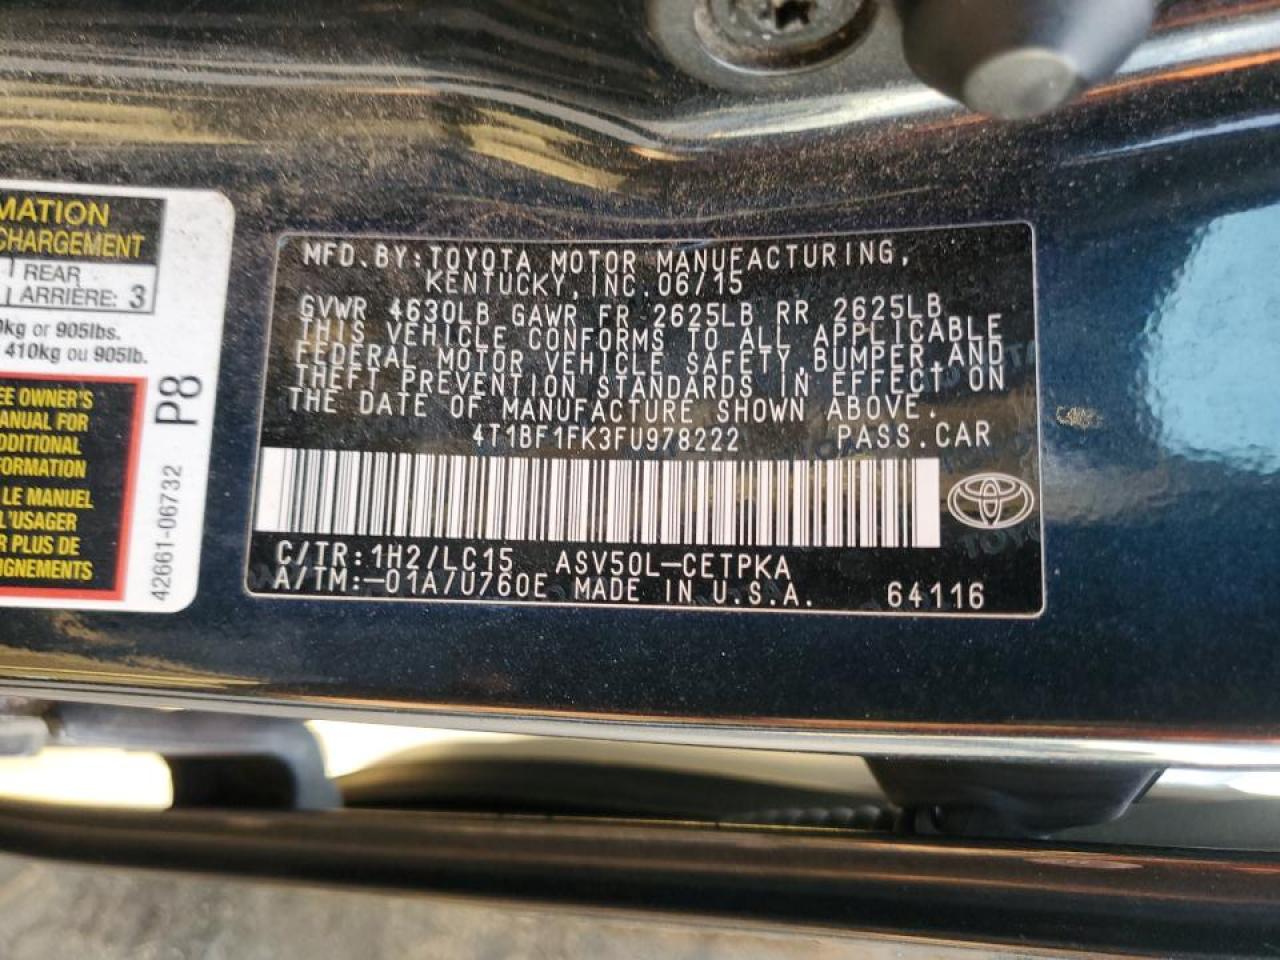 MATION
CHARGEMENT
REAR
ARRIÈRE: 3
kg or 905lbs.
410kg ou 905lb.
EE OWNER'S
ANUAL FOR
DDITIONAL
FORMATION
LE MANUEL
L'USAGER
R PLUS DE
IGNEMENTS
P8
42661-06732
MFD.BY:TOYOTA MOTOR MANUFACTURING,
KENTUCKY,INC.06/15
GVWR 4630LB GAWR FR 2625LB RR 2625LB
THIS VEHICLE CONFORMS TO ALL APPLICABLE
FEDERAL MOTOR VEHICLE SAFETY,BUMPER,AND
THEFT PREVENTION STANDARDS IN EFFECT ON
THE DATE OF MANUFACTURE SHOWN ABOVE.
4T1BF1FK3FU978222 PASS.CAR
C/TR:1H2/LC15 ASV50L-CETPKA
A/TM:-01A/U760E MADE IN U.S.A. 64116